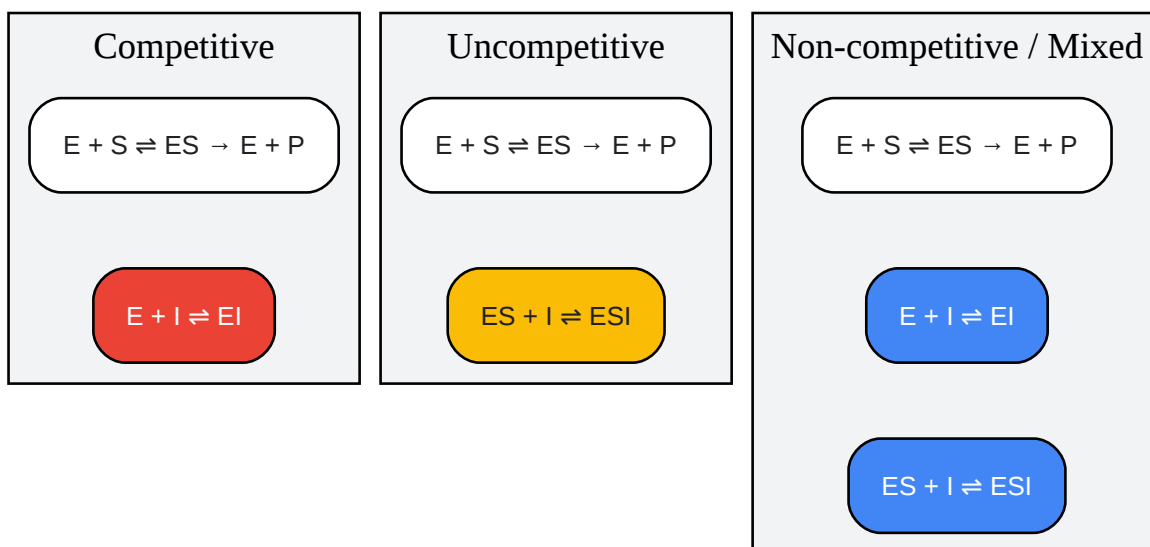 Competitive
E + S ⇌ ES → E + P
E + I ⇌ EI
Uncompetitive
E + S ⇌ ES → E + P
ES + I ⇌ ESI
Non-competitive / Mixed
E + S ⇌ ES → E + P
E + I ⇌ EI
ES + I ⇌ ESI